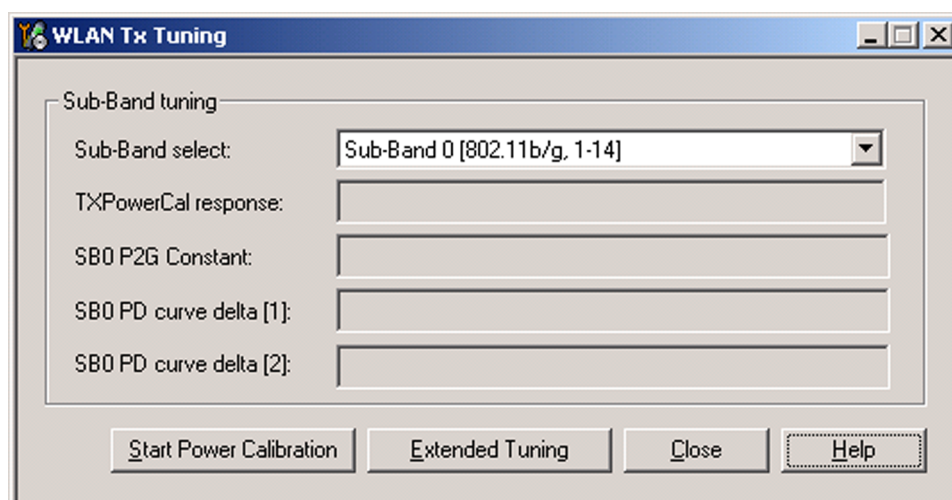 WLAN Tx Tuning
Sub-Band tuning
Sub-Band select: Sub-Band 0 [802.11b/g, 1-14]
TXPowerCal response:
SB0 P2G Constant:
SB0 PD curve delta [1]:
SB0 PD curve delta [2]:
Start Power Calibration Extended Tuning Close Help